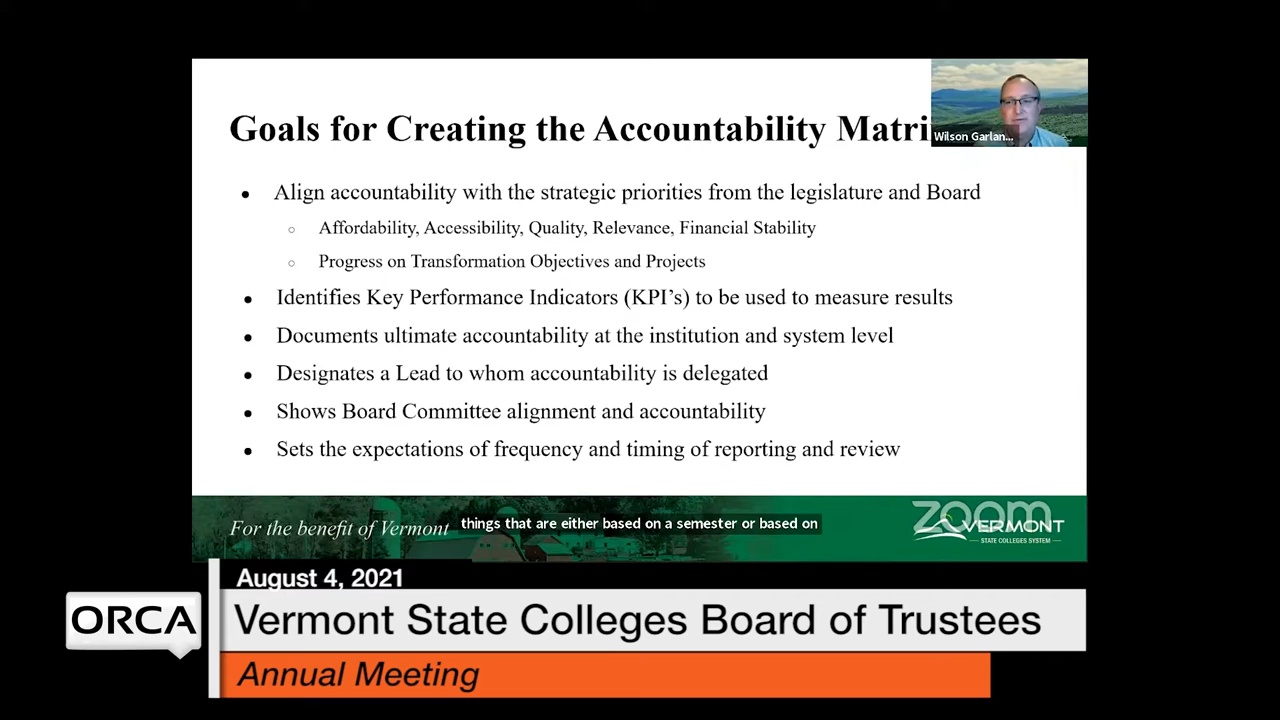 Goals for Creating the Accountability Matri
Wilson Garlan...
• Align accountability with the strategic priorities from the legislature and Board
○ Affordability, Accessibility, Quality, Relevance, Financial Stability
○ Progress on Transformation Objectives and Projects
• Identifies Key Performance Indicators (KPI's) to be used to measure results
• Documents ultimate accountability at the institution and system level
• Designates a Lead to whom accountability is delegated
• Shows Board Committee alignment and accountability
• Sets the expectations of frequency and timing of reporting and review
For the benefit of Vermont
things that are either based on a semester or based on
zoom
VERMONT
STATE COLLEGES SYSTEM
August 4, 2021
ORCA
Vermont State Colleges Board of Trustees
Annual Meeting